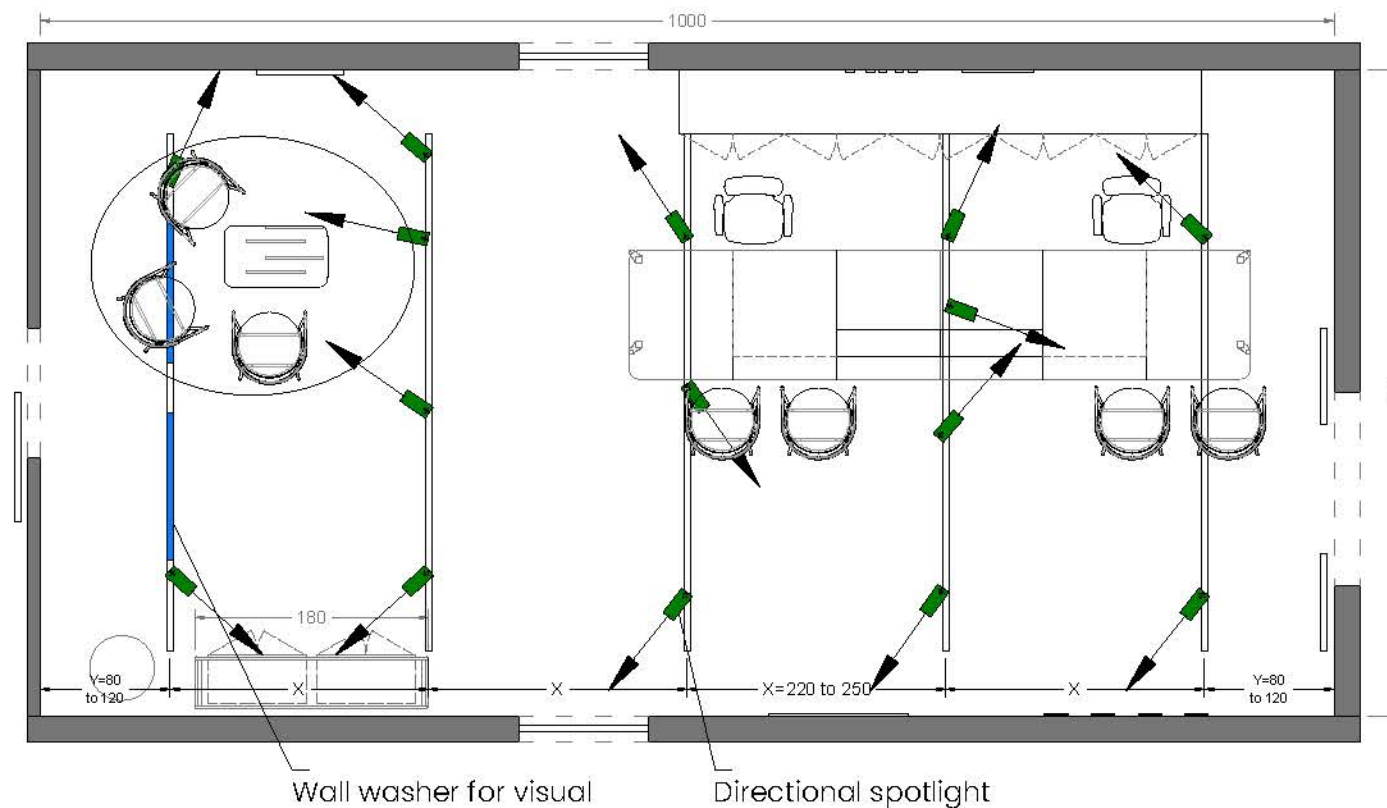 1000
180
Y=80
to 120
X
X
X=220 to 250
X
Y=80
to 120
Wall washer for visual
Directional spotlight